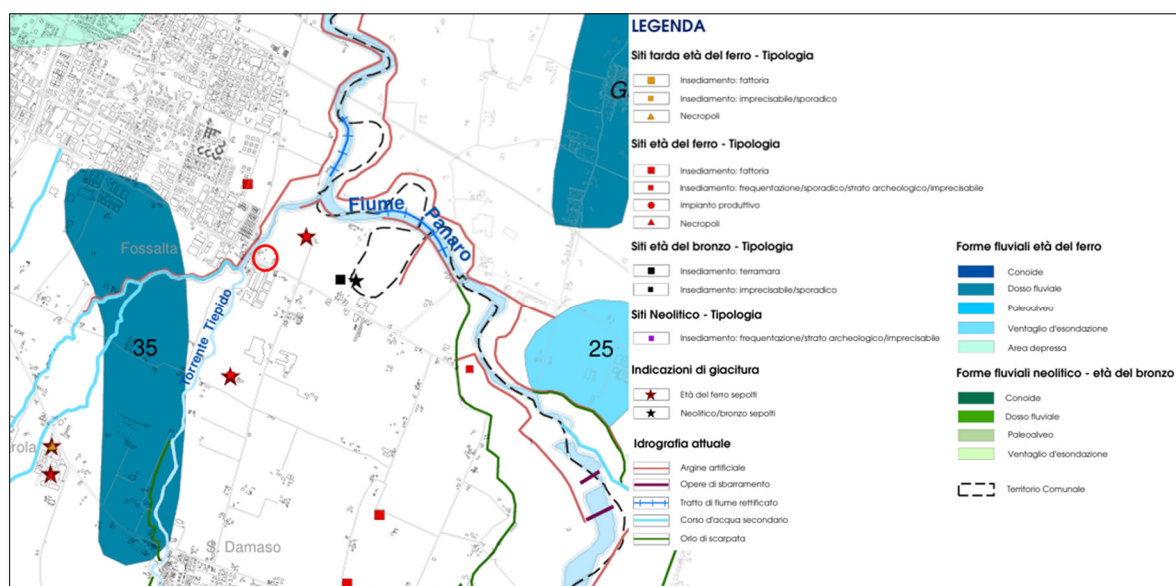 G
Fiume
Panaro
Fossalta
Torrente Tiepido
35
25
erola
S. Damaso
LEGENDA
Siti tarda età del ferro - Tipologia
Insediamento: fattoria
Insediamento: imprecisabile/sporadico
Necropoli
Siti età del ferro - Tipologia
Insediamento: fattoria
Insediamento: frequentazione/sporadico/strato archeologico/imprecisabile
Impianto produttivo
Necropoli
Siti età del bronzo - Tipologia
Insediamento: terramara
Insediamento: imprecisabile/sporadico
Siti Neolitico - Tipologia
Insediamento: frequentazione/strato archeologico/imprecisabile
Indicazioni di giacitura
Età del ferro sepolti
Neolitico/bronzo sepolti
Idrografia attuale
Argine artificiale
Opere di sbarramento
Tratto di fiume rettificato
Corso d'acqua secondario
Orlo di scarpata
Forme fluviali età del ferro
Conoide
Dosso fluviale
Paleoalveo
Ventaglio d'esondazione
Area depressa
Forme fluviali neolitico - età del bronzo
Conoide
Dosso fluviale
Paleoalveo
Ventaglio d'esondazione
Territorio Comunale